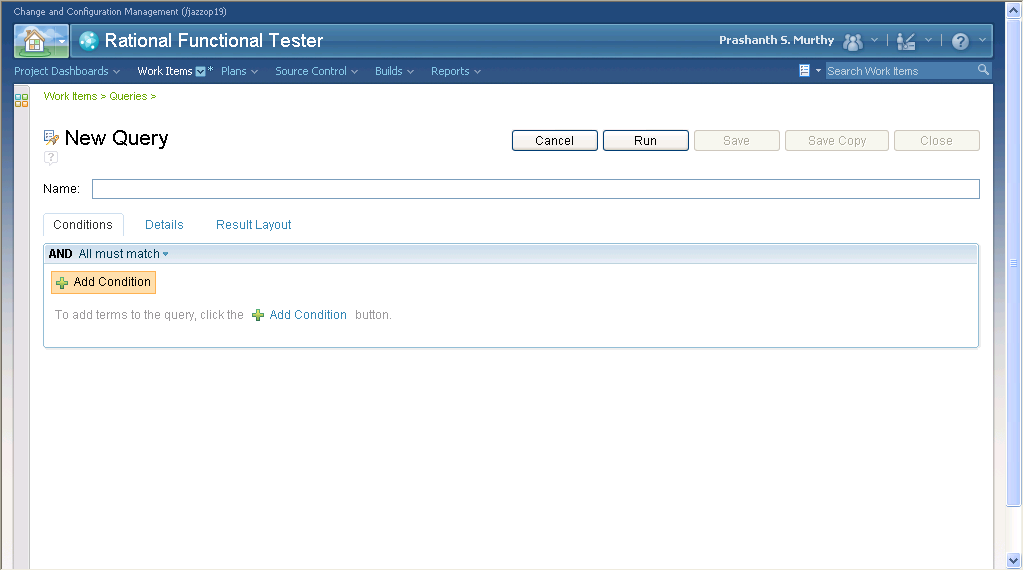 Change and Configuration Management (/jazzop19)
Rational Functional Tester
Prashanth S. Murthy
Project Dashboards Work Items * Plans Source Control Builds Reports Search Work Items
Work Items > Queries >
New Query
Cancel Run Save Save Copy Close
?
Name:
Conditions Details Result Layout
AND All must match
Add Condition
To add terms to the query, click the Add Condition button.